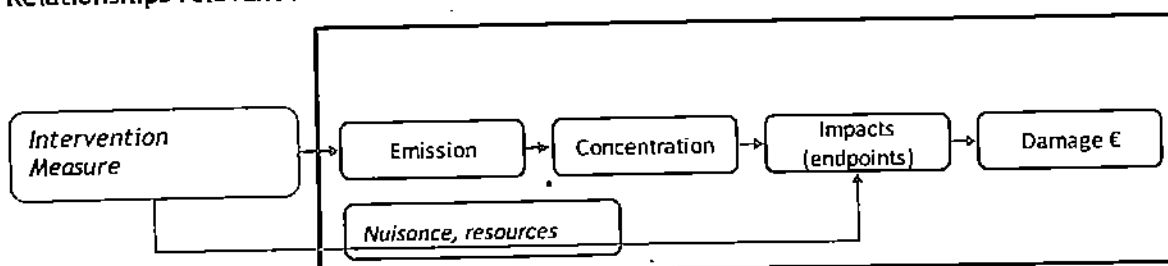 Intervention
Measure
Emission
Concentration
Impacts
(endpoints)
Damage €
Nuisance, resources